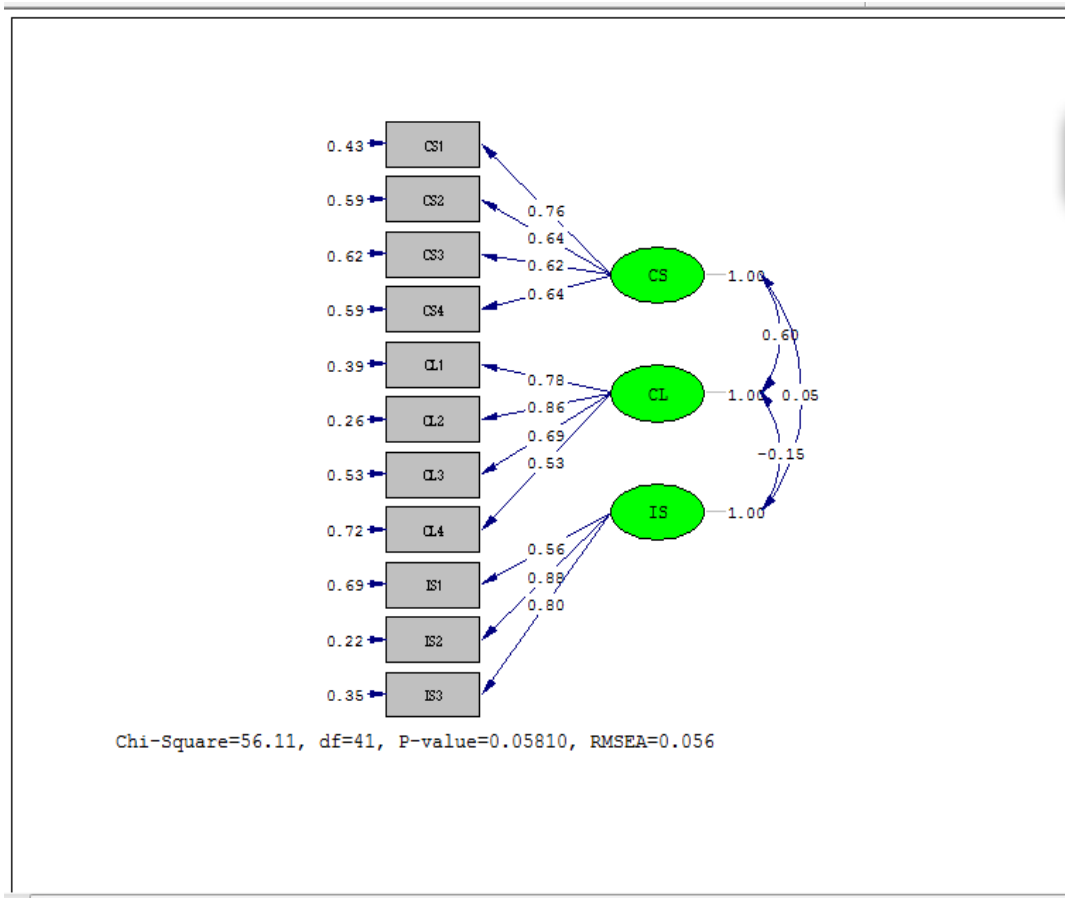 0.43 CS1
0.76
0.59 CS2
0.64
0.62 CS3
0.62
CS 1.00
0.59 CS4
0.64
0.60
0.39 CL1
0.78
CL 1.00 0.05
0.86
0.26 CL2
0.69
-0.15
0.53
0.53 CL3
IS 1.00
0.72 CL4
0.56
0.88
0.69 IS1
0.80
0.22 IS2
0.35 IS3
Chi-Square=56.11, df=41, P-value=0.05810, RMSEA=0.056